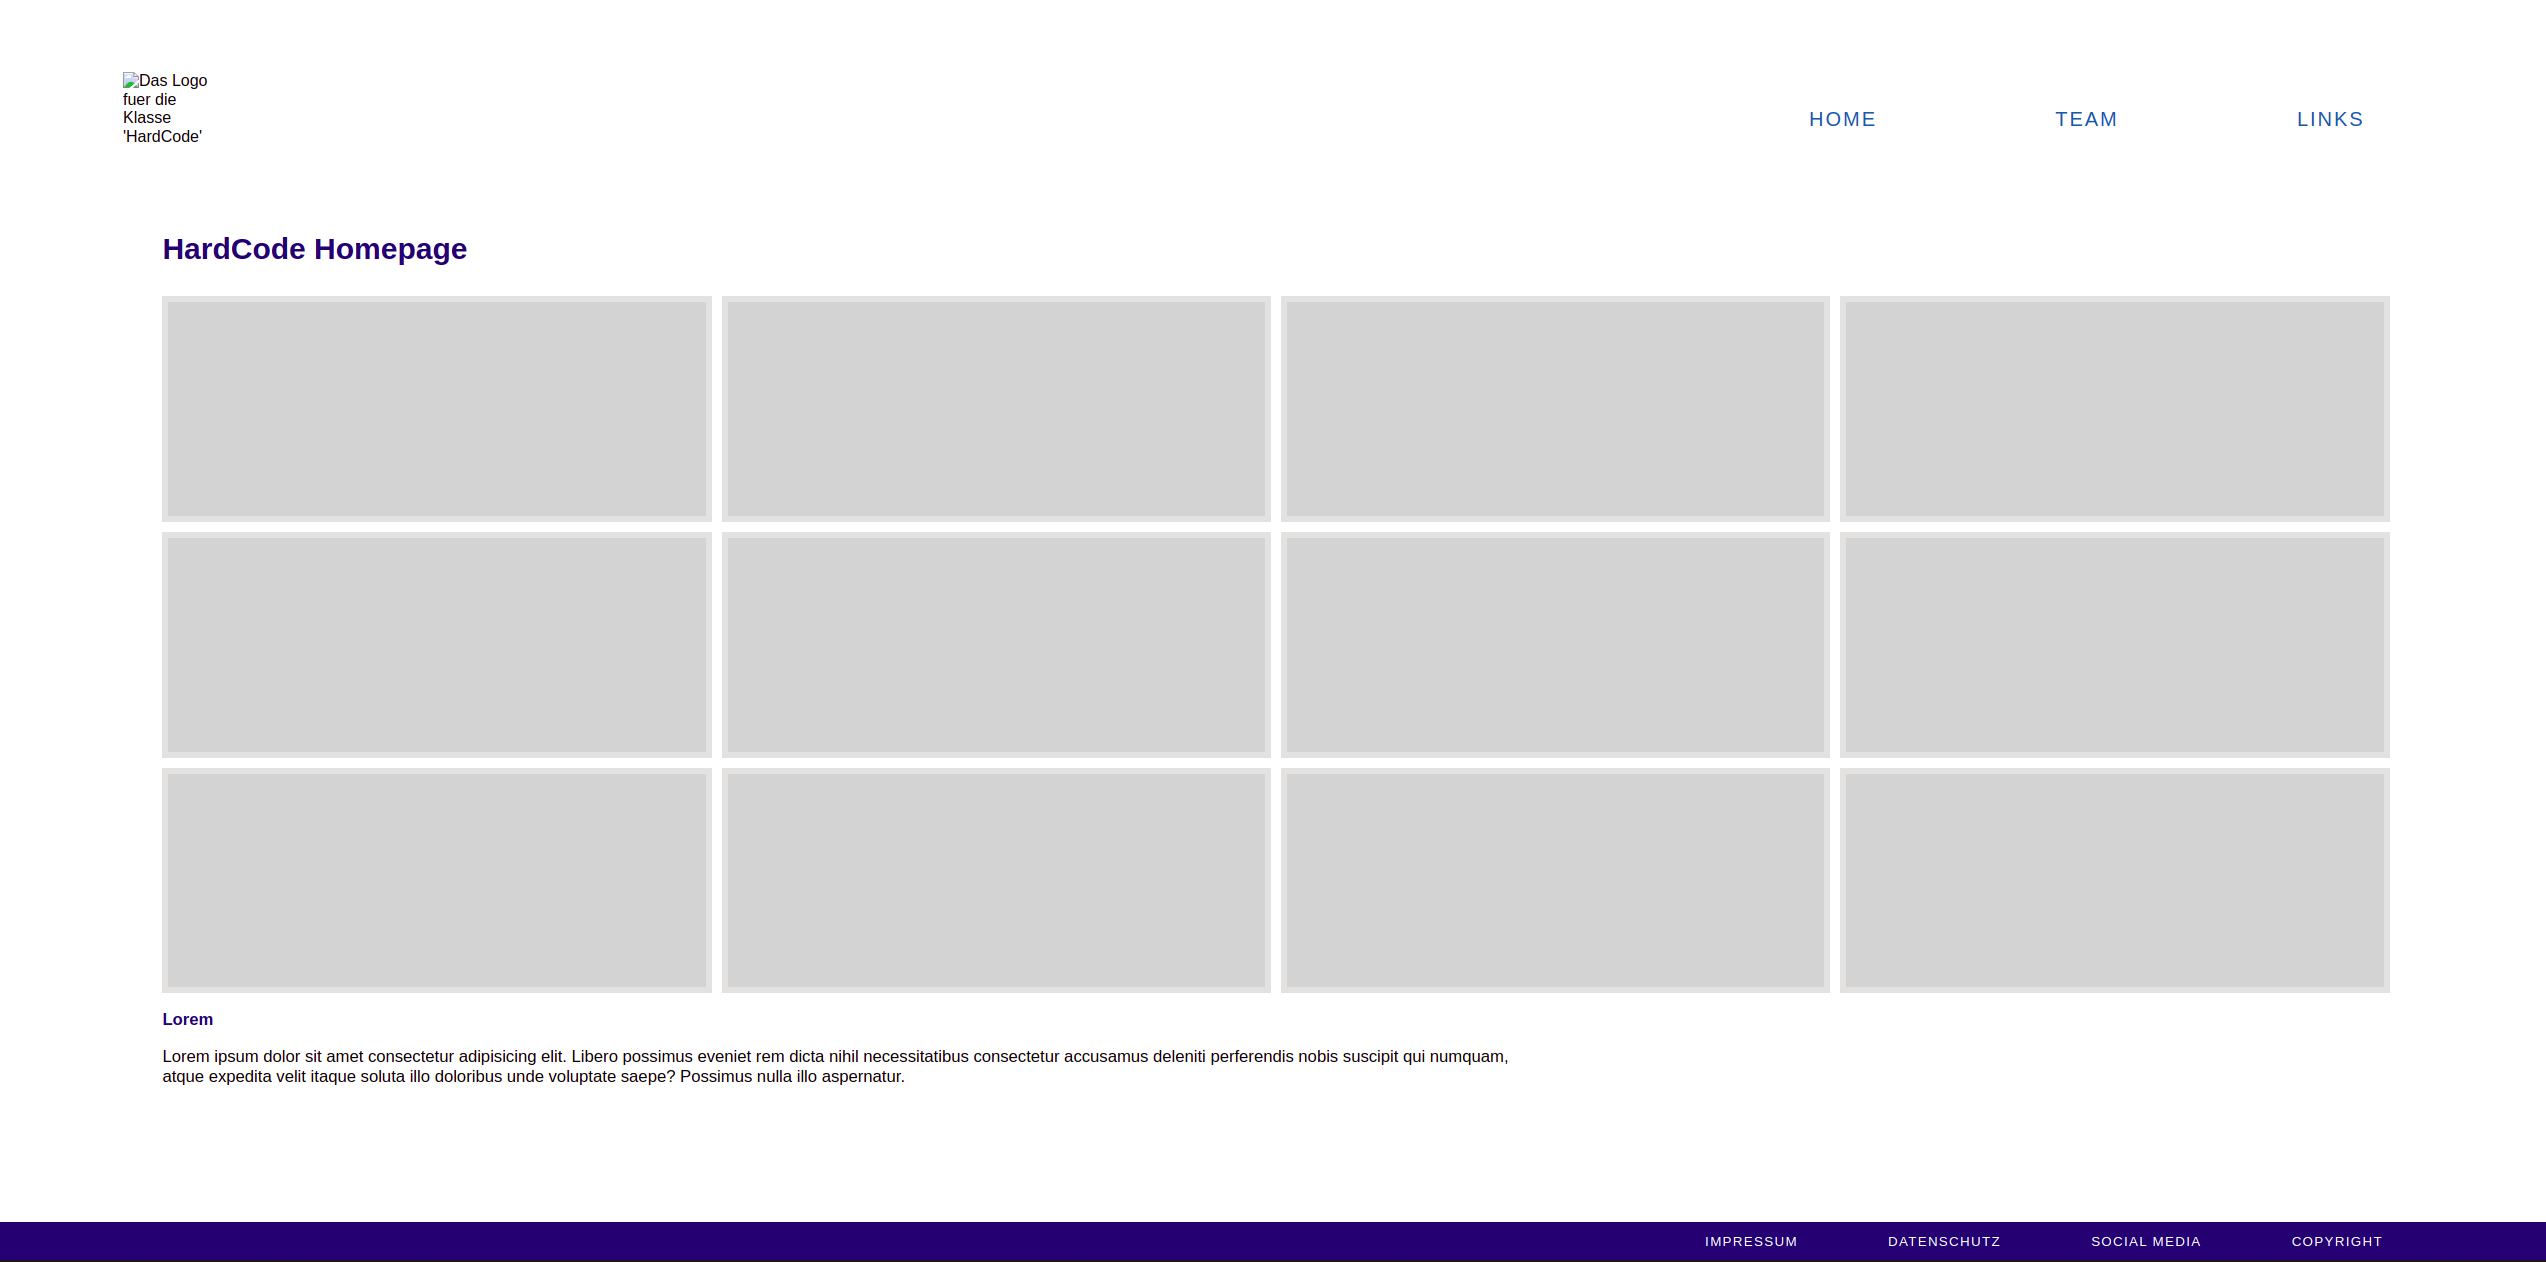 Das Logo
fuer die
Klasse
'HardCode'
HOME TEAM LINKS
HardCode Homepage
Lorem
Lorem ipsum dolor sit amet consectetur adipisicing elit. Libero possimus eveniet rem dicta nihil necessitatibus consectetur accusamus deleniti perferendis nobis suscipit qui numquam,
atque expedita velit itaque soluta illo doloribus unde voluptate saepe? Possimus nulla illo aspernatur.
IMPRESSUM DATENSCHUTZ SOCIAL MEDIA COPYRIGHT